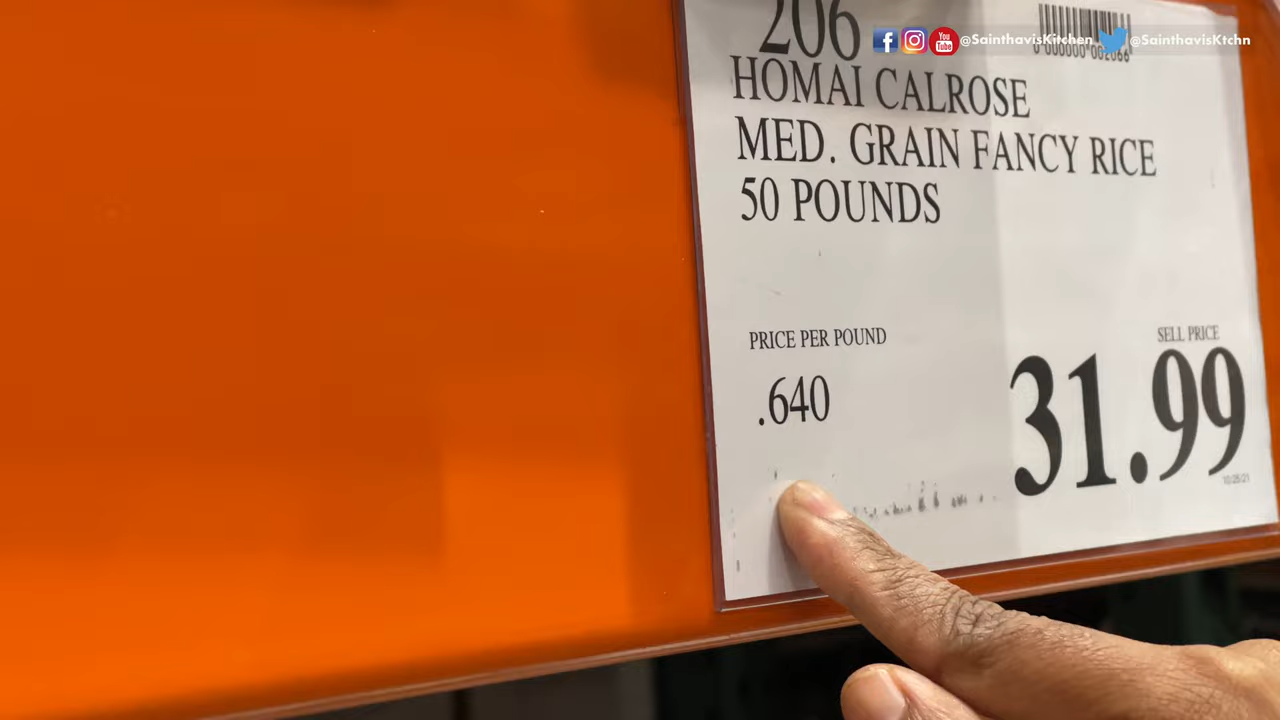 206
@SainthavisKitchen @SainthavisKtchn
HOMAI CALROSE
MED. GRAIN FANCY RICE
50 POUNDS
PRICE PER POUND
.640
SELL PRICE
31.99